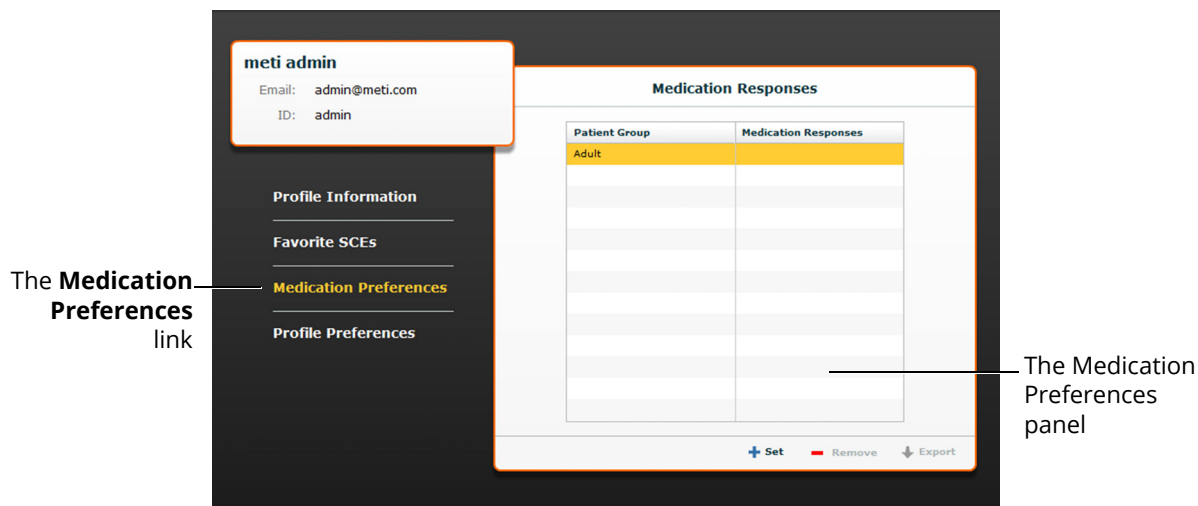 meti admin
Email: admin@meti.com
ID: admin
Medication Responses
Patient Group Medication Responses
Adult
Profile Information
Favorite SCEs
Medication Preferences
Profile Preferences
Set Remove Export
The Medication
Preferences
link
The Medication
Preferences
panel